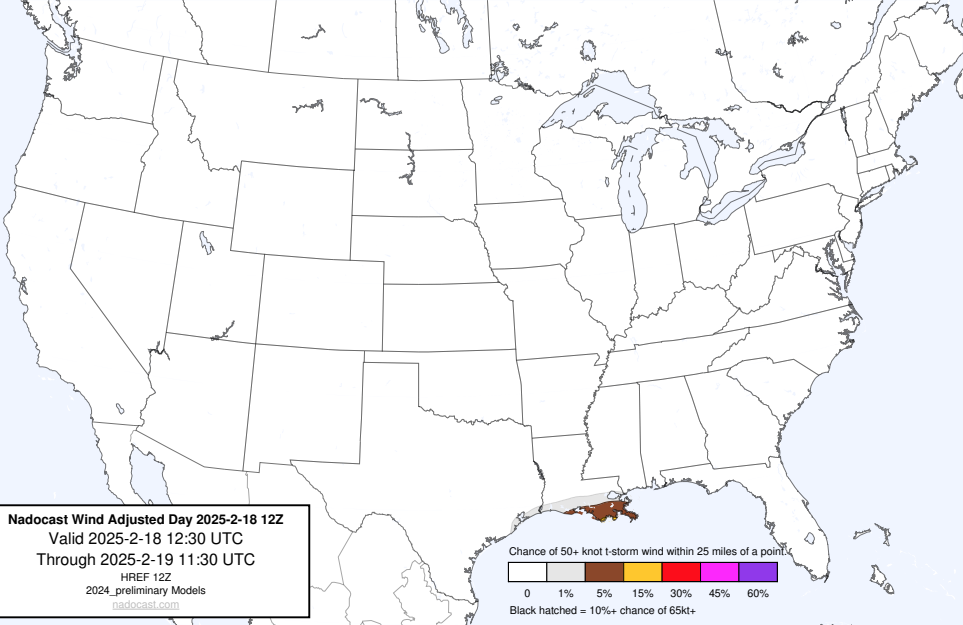 Nadocast Wind Adjusted Day 2025-2-18 12Z
Valid 2025-2-18 12:30 UTC
Through 2025-2-19 11:30 UTC
HREF 12Z
2024_preliminary Models
nadocast.com
Chance of 50+ knot t-storm wind within 25 miles of a point.
0 1% 5% 15% 30% 45% 60%
Black hatched = 10%+ chance of 65kt+